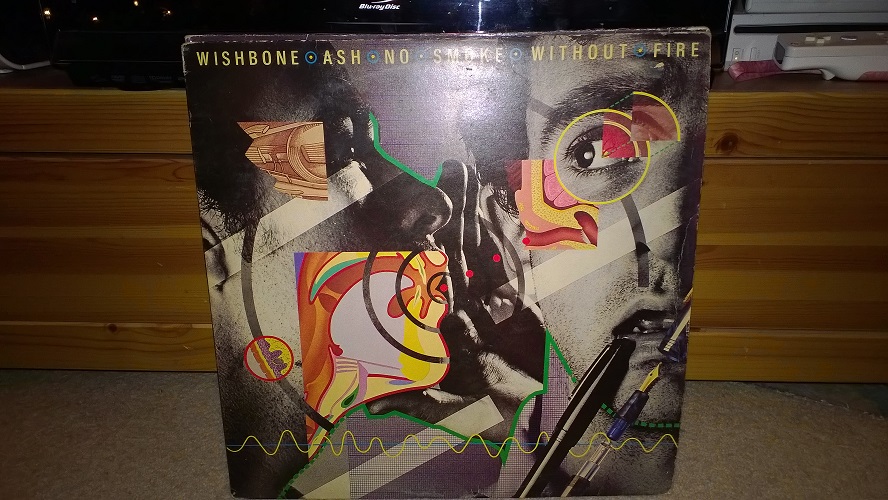 Blu-ray Disc
WISHBONE ASH NO SMOKE WITHOUT FIRE